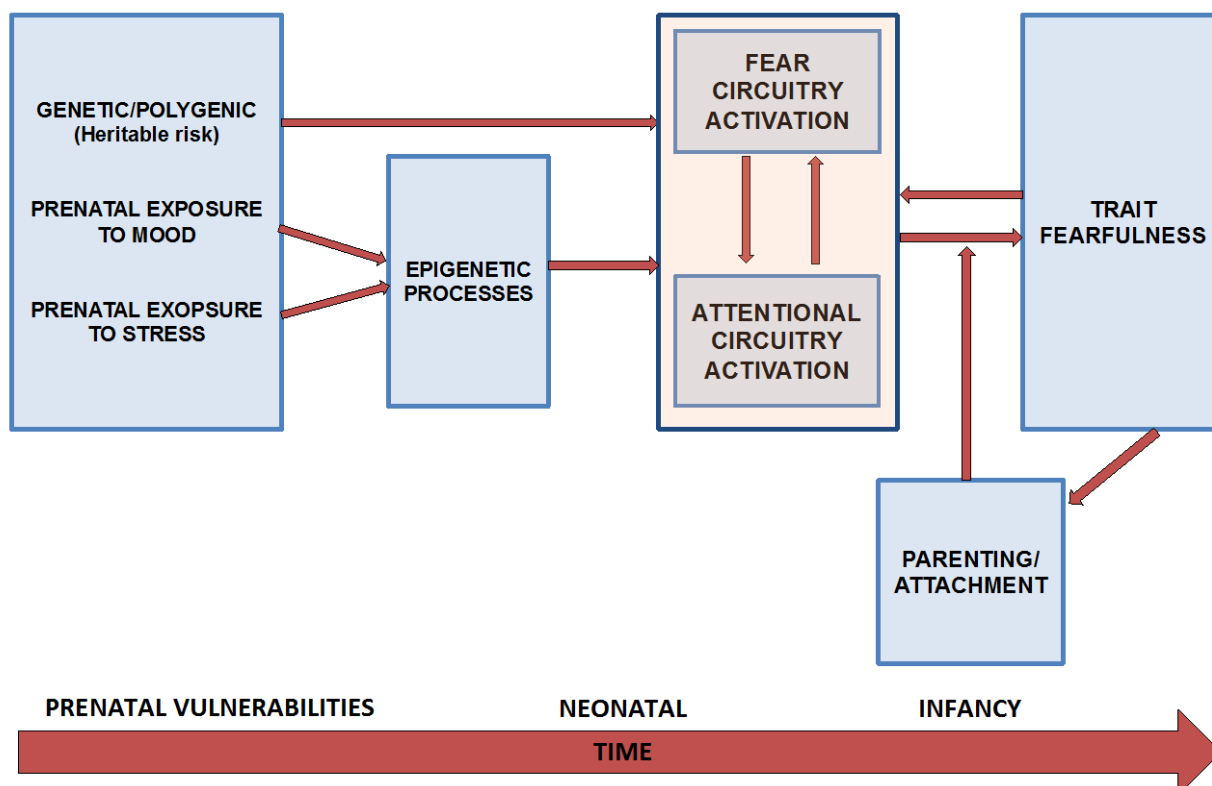 GENETIC/POLYGENIC
(Heritable risk)
PRENATAL EXPOSURE
TO MOOD
PRENATAL EXOPSURE
TO STRESS
EPIGENETIC
PROCESSES
FEAR
CIRCUITRY
ACTIVATION
ATTENTIONAL
CIRCUITRY
ACTIVATION
TRAIT
FEARFULNESS
PARENTING/
ATTACHMENT
PRENATAL VULNERABILITIES
NEONATAL
INFANCY
TIME